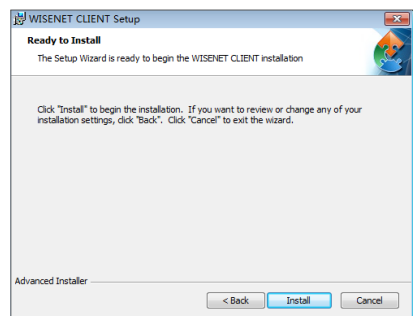 WISENET CLIENT Setup
Ready to Install
The Setup Wizard is ready to begin the WISENET CLIENT installation
Click "Install" to begin the installation. If you want to review or change any of your
installation settings, click "Back". Click "Cancel" to exit the wizard.
Advanced Installer
< Back Install Cancel